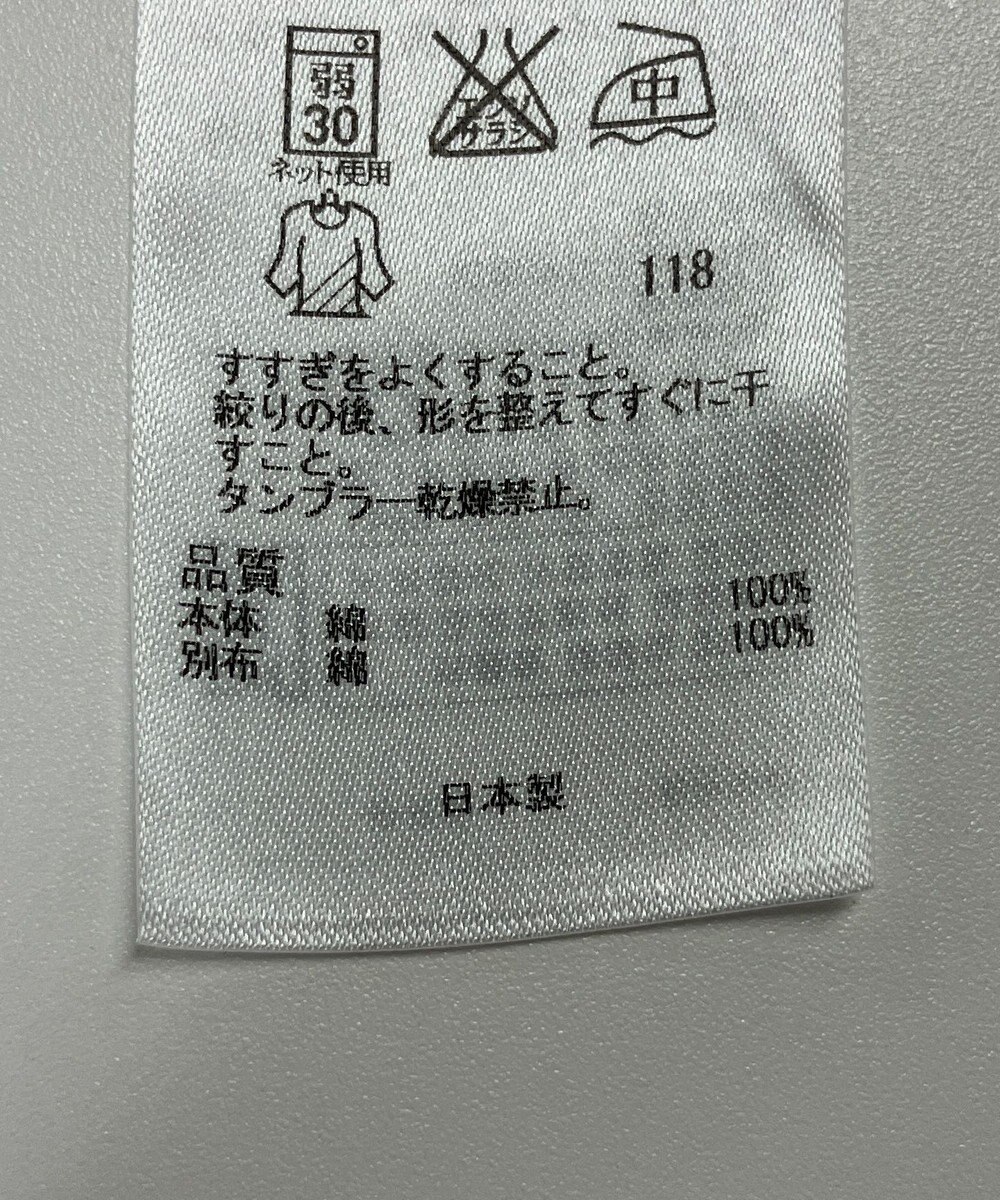 弱
30
ネット使用
エンソ
サラシ
中
118
すすぎをよくすること。
絞りの後、形を整えてすぐに干
すこと。
タンブラー乾燥禁止。
品質
本体 綿 100%
別布 綿 100%
日本製